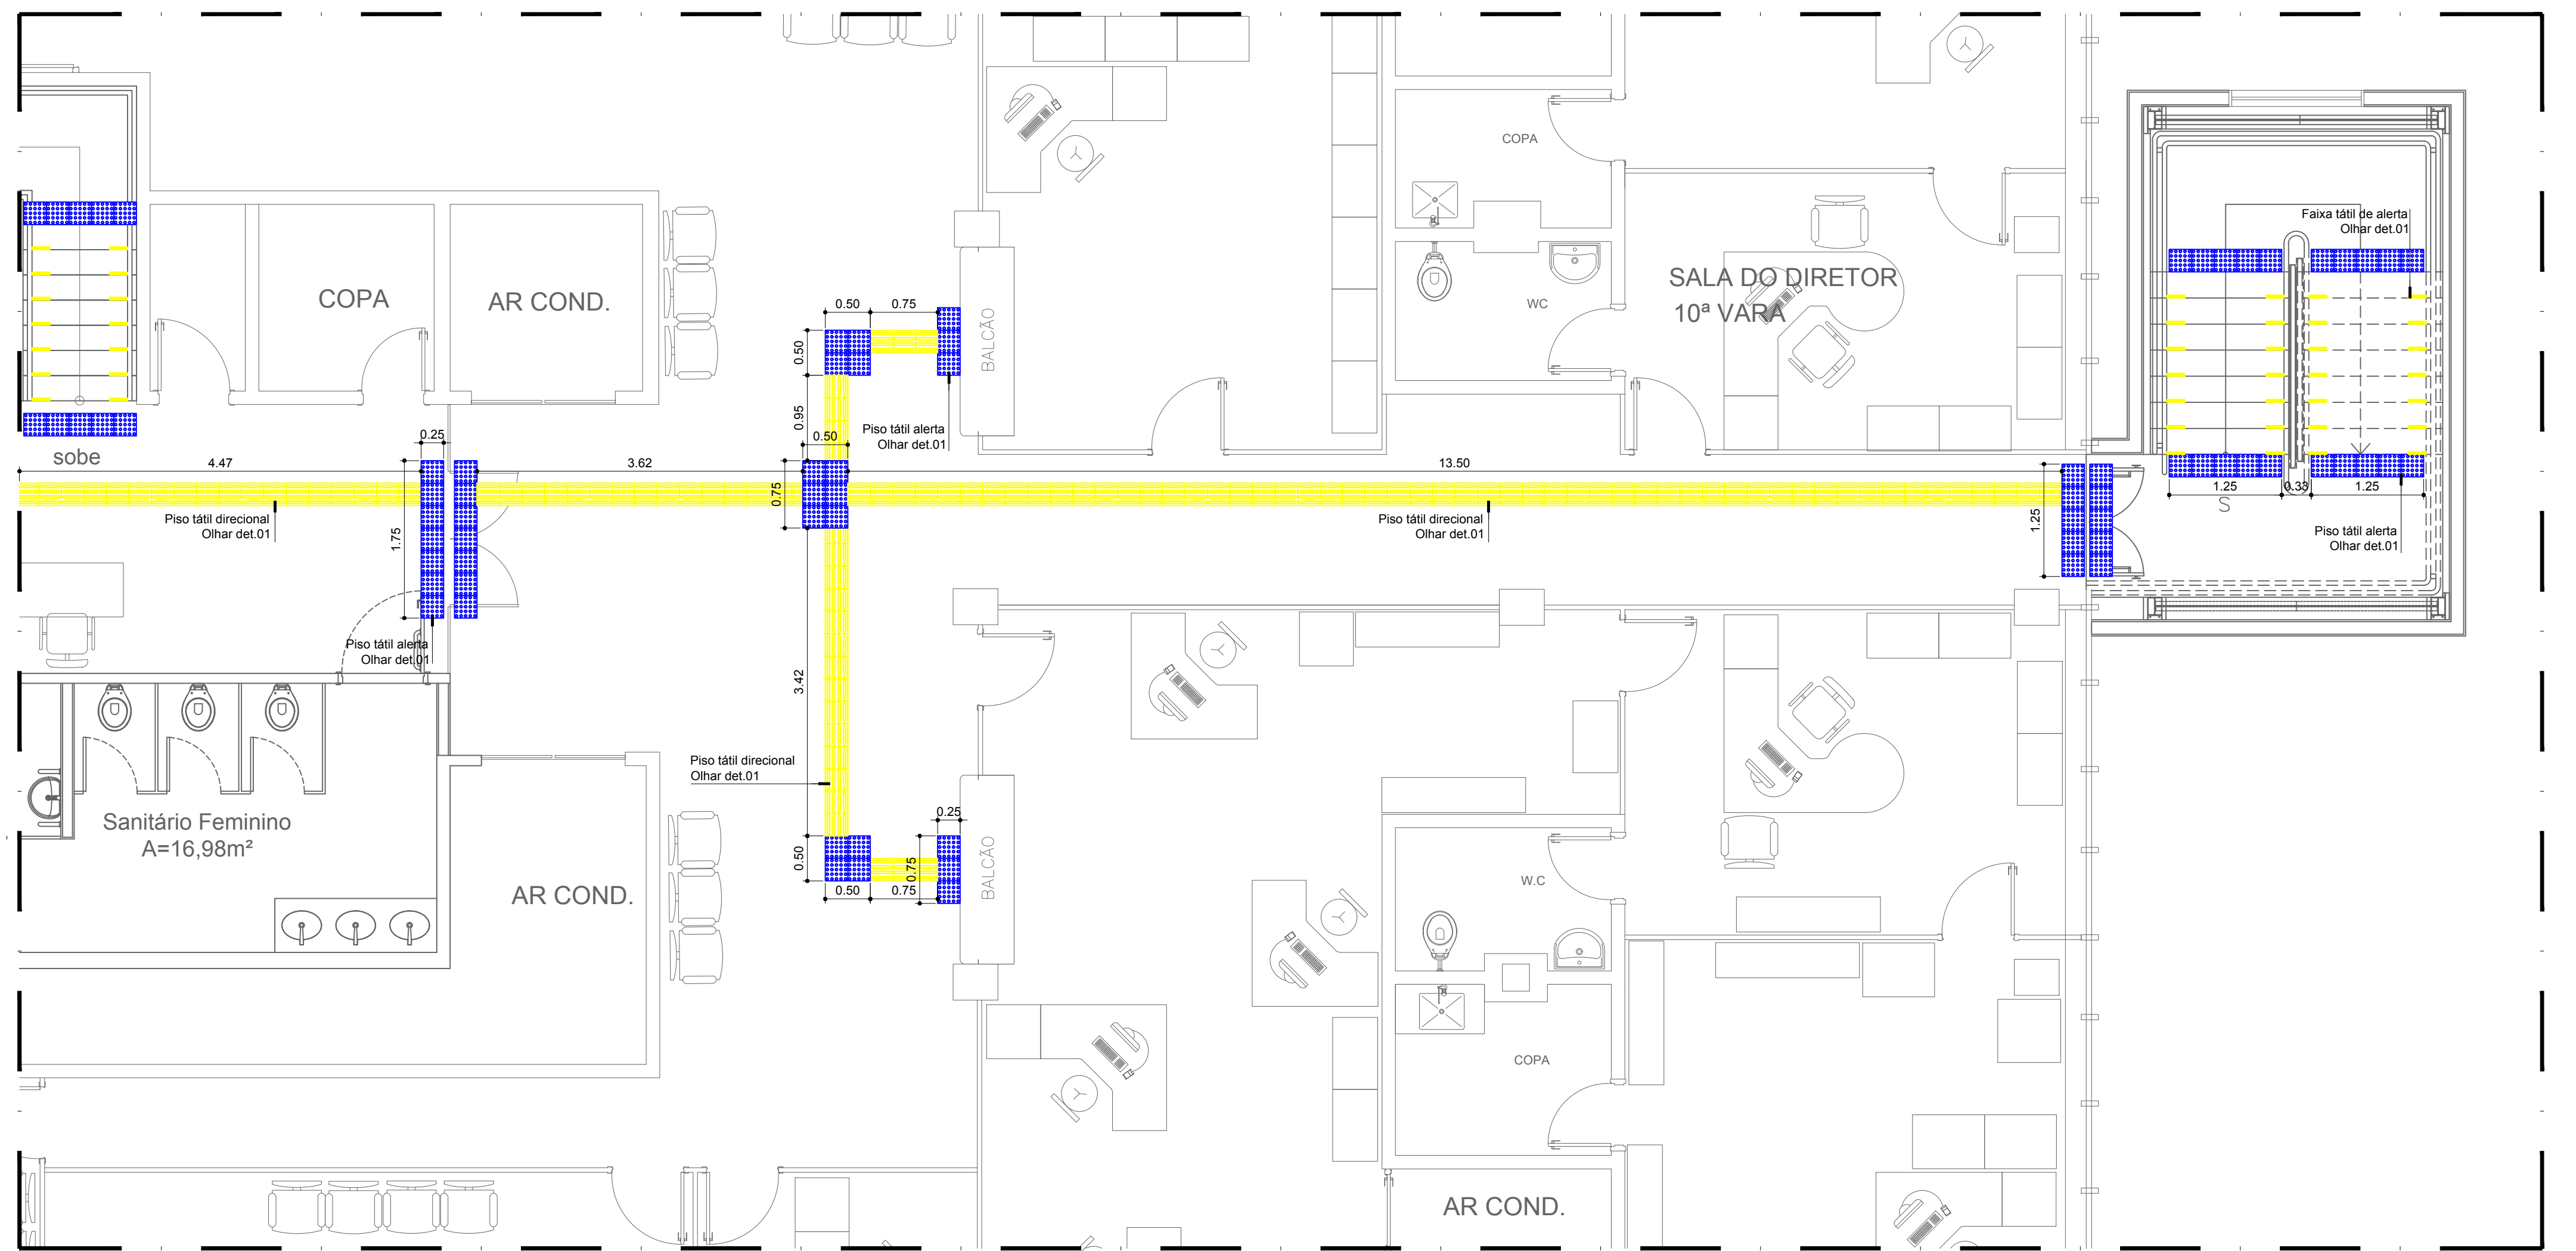 COPA
Faixa tátil de alerta
Olhar det.01
SALA DO DIRETOR
10ª VARA
COPA
AR COND.
WC
0.50
0.75
0.50
BALCÃO
0.95
Piso tátil alerta
Olhar det.01
0.25
0.50
sobe
4.47
3.62
13.50
0.75
1.25
0.33
1.25
S
Piso tátil direcional
Olhar det.01
1.75
Piso tátil direcional
Olhar det.01
1.25
Piso tátil alerta
Olhar det.01
Piso tátil alerta
Olhar det.01
3.42
Piso tátil direcional
Olhar det.01
0.25
Sanitário Feminino
A=16,98m²
0.50
0.75
BALCÃO
W.C
AR COND.
0.50
0.75
COPA
AR COND.